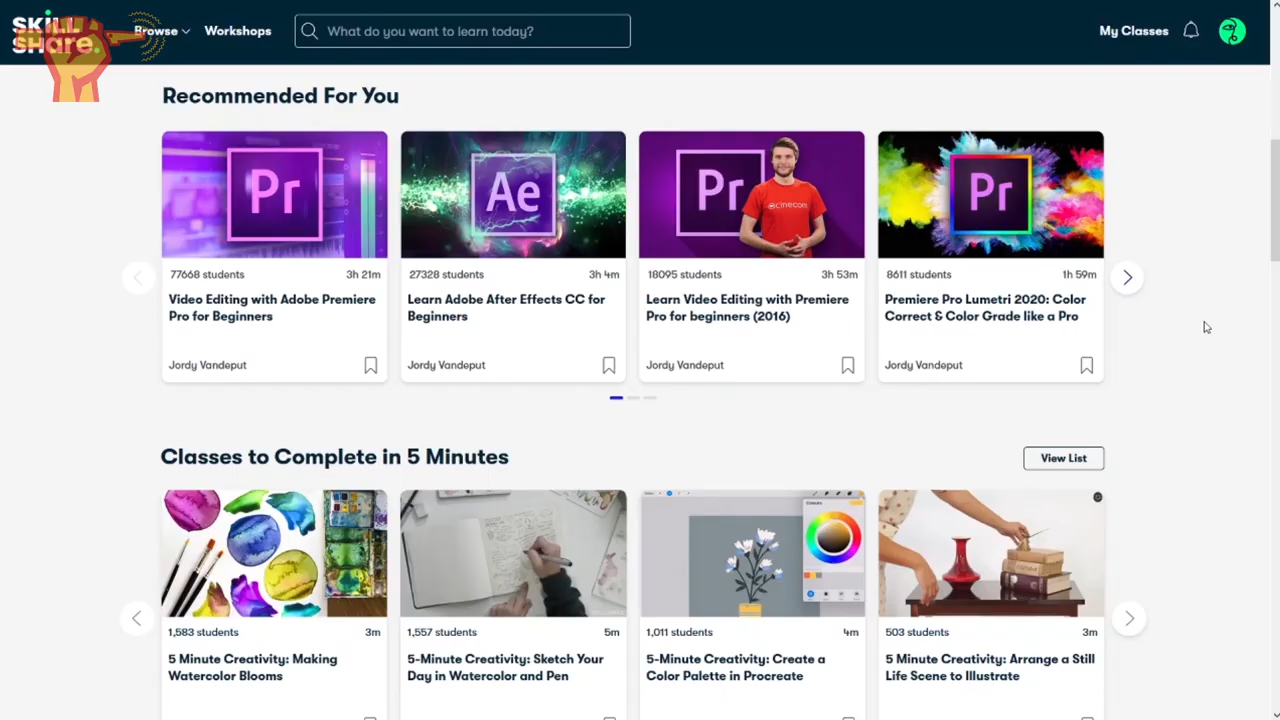 SKILL
SHare.
Browse
Workshops
What do you want to learn today?
My Classes
Recommended For You
Pr
77668 students
3h 21m
Video Editing with Adobe Premiere
Pro for Beginners
Jordy Vandeput
Ae
27328 students
3h 4m
Learn Adobe After Effects CC for
Beginners
Jordy Vandeput
Pr
cinecom
18095 students
3h 53m
Learn Video Editing with Premiere
Pro for beginners (2016)
Jordy Vandeput
Pr
8611 students
1h 59m
Premiere Pro Lumetri 2020: Color
Correct & Color Grade like a Pro
Jordy Vandeput
Classes to Complete in 5 Minutes
View List
1,583 students
3m
5 Minute Creativity: Making
Watercolor Blooms
1,557 students
5m
5-Minute Creativity: Sketch Your
Day in Watercolor and Pen
1,011 students
4m
5-Minute Creativity: Create a
Color Palette in Procreate
503 students
3m
5 Minute Creativity: Arrange a Still
Life Scene to Illustrate